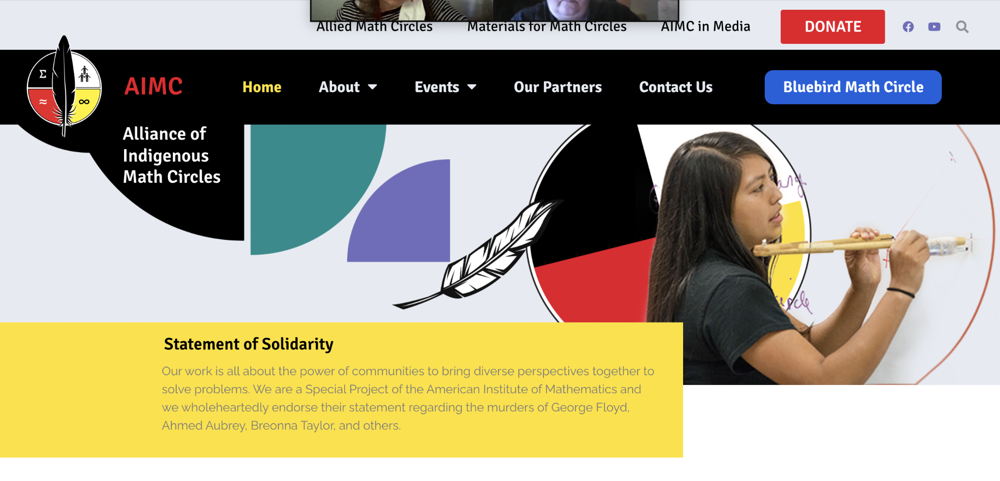 Allied Math Circles
Materials for Math Circles
AIMC in Media
DONATE
Σ
≈
∞
AIMC
Home
About
Events
Our Partners
Contact Us
Bluebird Math Circle
Alliance of
Indigenous
Math Circles
Statement of Solidarity
Our work is all about the power of communities to bring diverse perspectives together to
solve problems. We are a Special Project of the American Institute of Mathematics and
we wholeheartedly endorse their statement regarding the murders of George Floyd,
Ahmed Aubrey, Breonna Taylor, and others.